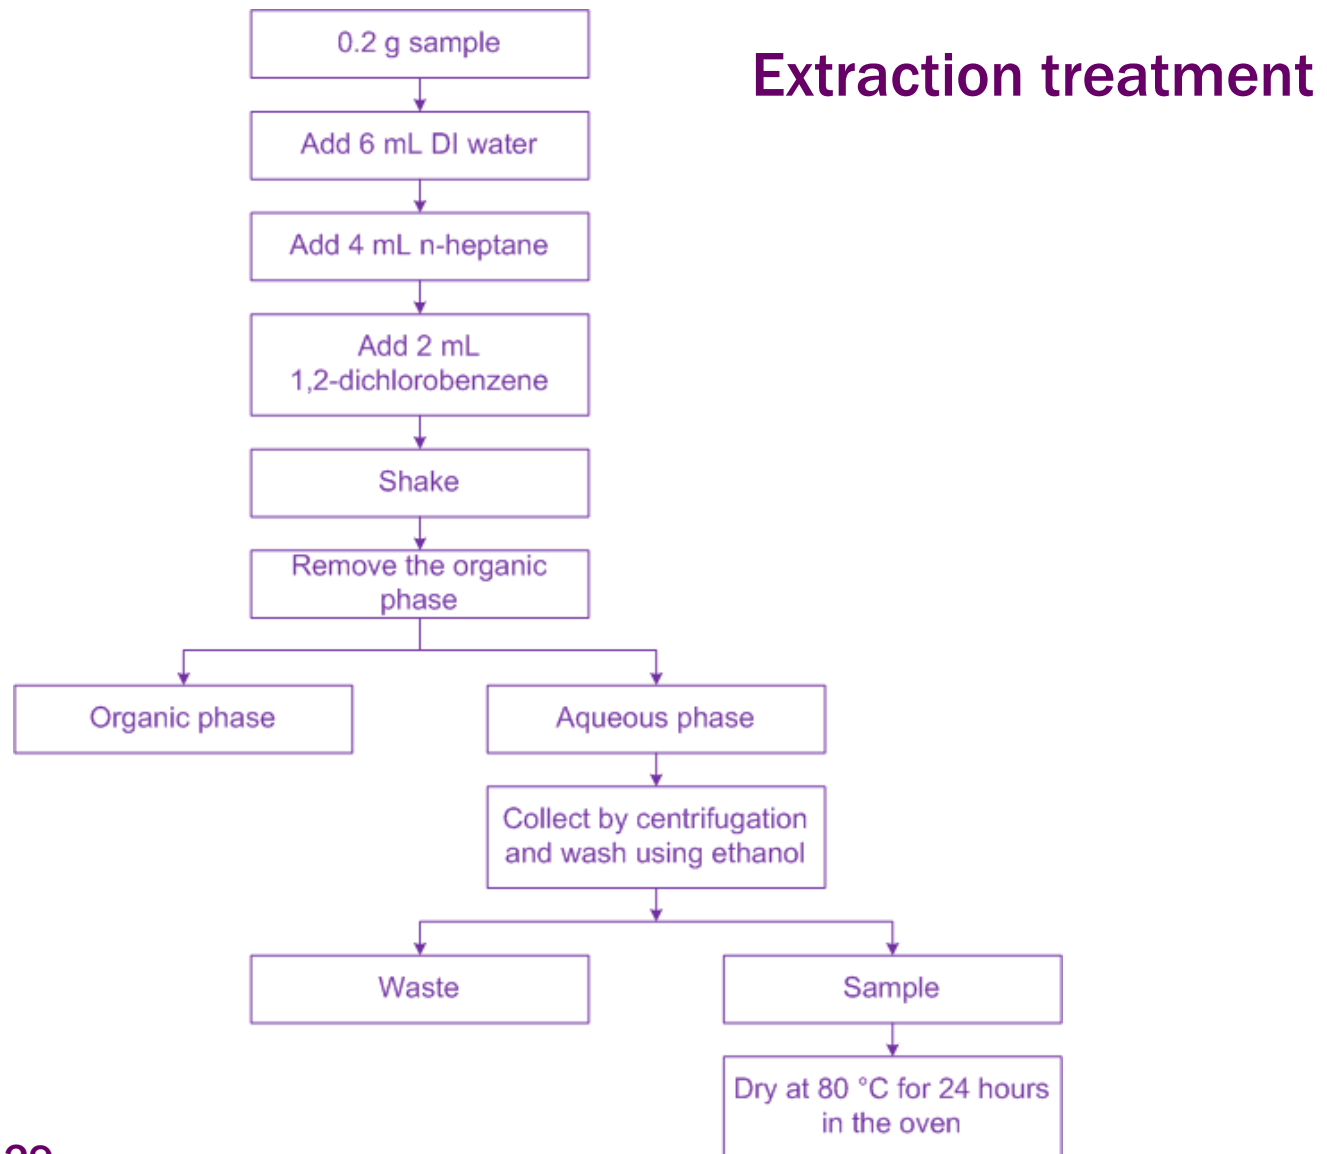 Extraction treatment
0.2 g sample
Add 6 mL DI water
Add 4 mL n-heptane
Add 2 mL
1,2-dichlorobenzene
Shake
Remove the organic
phase
Organic phase
Aqueous phase
Collect by centrifugation
and wash using ethanol
Waste
Sample
Dry at 80 °C for 24 hours
in the oven